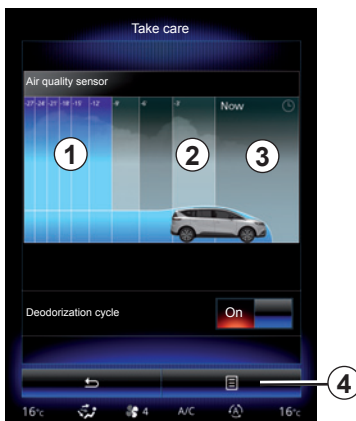 Take care
Air quality sensor
-27' -24' -21' -18' -15' -12' -9' -6' -3' Now
1 2 3
Deodorization cycle On
4
16°c 4 A/C (A) 16°c